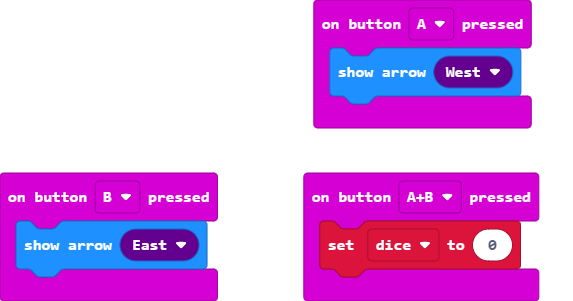 on button A pressed
show arrow West
on button B pressed
show arrow East
on button A+B pressed
set dice to 0